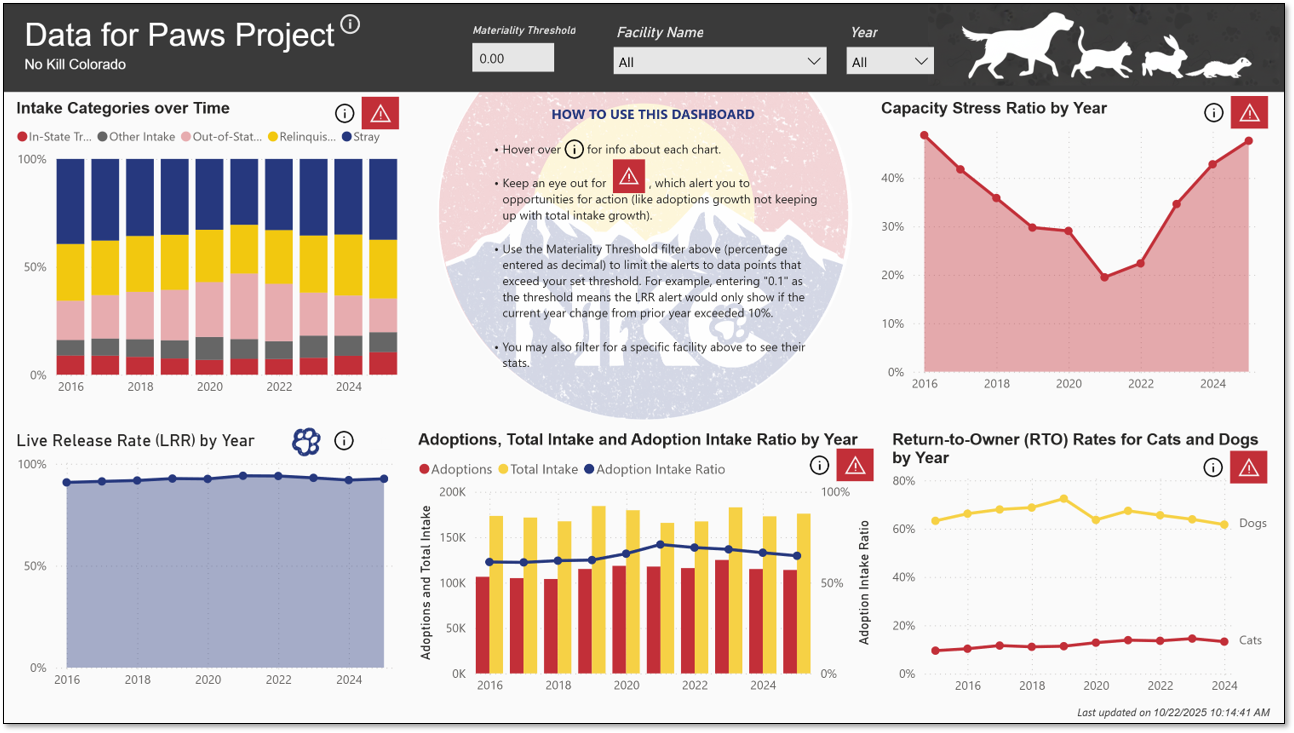 Data for Paws Project
No Kill Colorado
Materiality Threshold
0.00
Facility Name
All
Year
All
Intake Categories over Time
In-State Tr... Other Intake Out-of-Stat... Relinquis... Stray
100%
50%
0%
2016 2018 2020 2022 2024
HOW TO USE THIS DASHBOARD
• Hover over i for info about each chart.
• Keep an eye out for , which alert you to
opportunities for action (like adoptions growth not keeping
up with total intake growth).
• Use the Materiality Threshold filter above (percentage
entered as decimal) to limit the alerts to data points that
exceed your set threshold. For example, entering "0.1" as
the threshold means the LRR alert would only show if the
current year change from prior year exceeded 10%.
• You may also filter for a specific facility above to see their
stats.
NKC
Capacity Stress Ratio by Year
40%
30%
20%
10%
0%
2016 2018 2020 2022 2024
Live Release Rate (LRR) by Year
100%
50%
0%
2016 2018 2020 2022 2024
Adoptions, Total Intake and Adoption Intake Ratio by Year
Adoptions Total Intake Adoption Intake Ratio
Adoptions and Total Intake
200K
150K
100K
50K
0K
2016 2018 2020 2022 2024
100%
50%
0%
Adoption Intake Ratio
Return-to-Owner (RTO) Rates for Cats and Dogs
by Year
80%
60%
40%
20%
0%
Dogs
Cats
2016 2018 2020 2022 2024
Last updated on 10/22/2025 10:14:41 AM